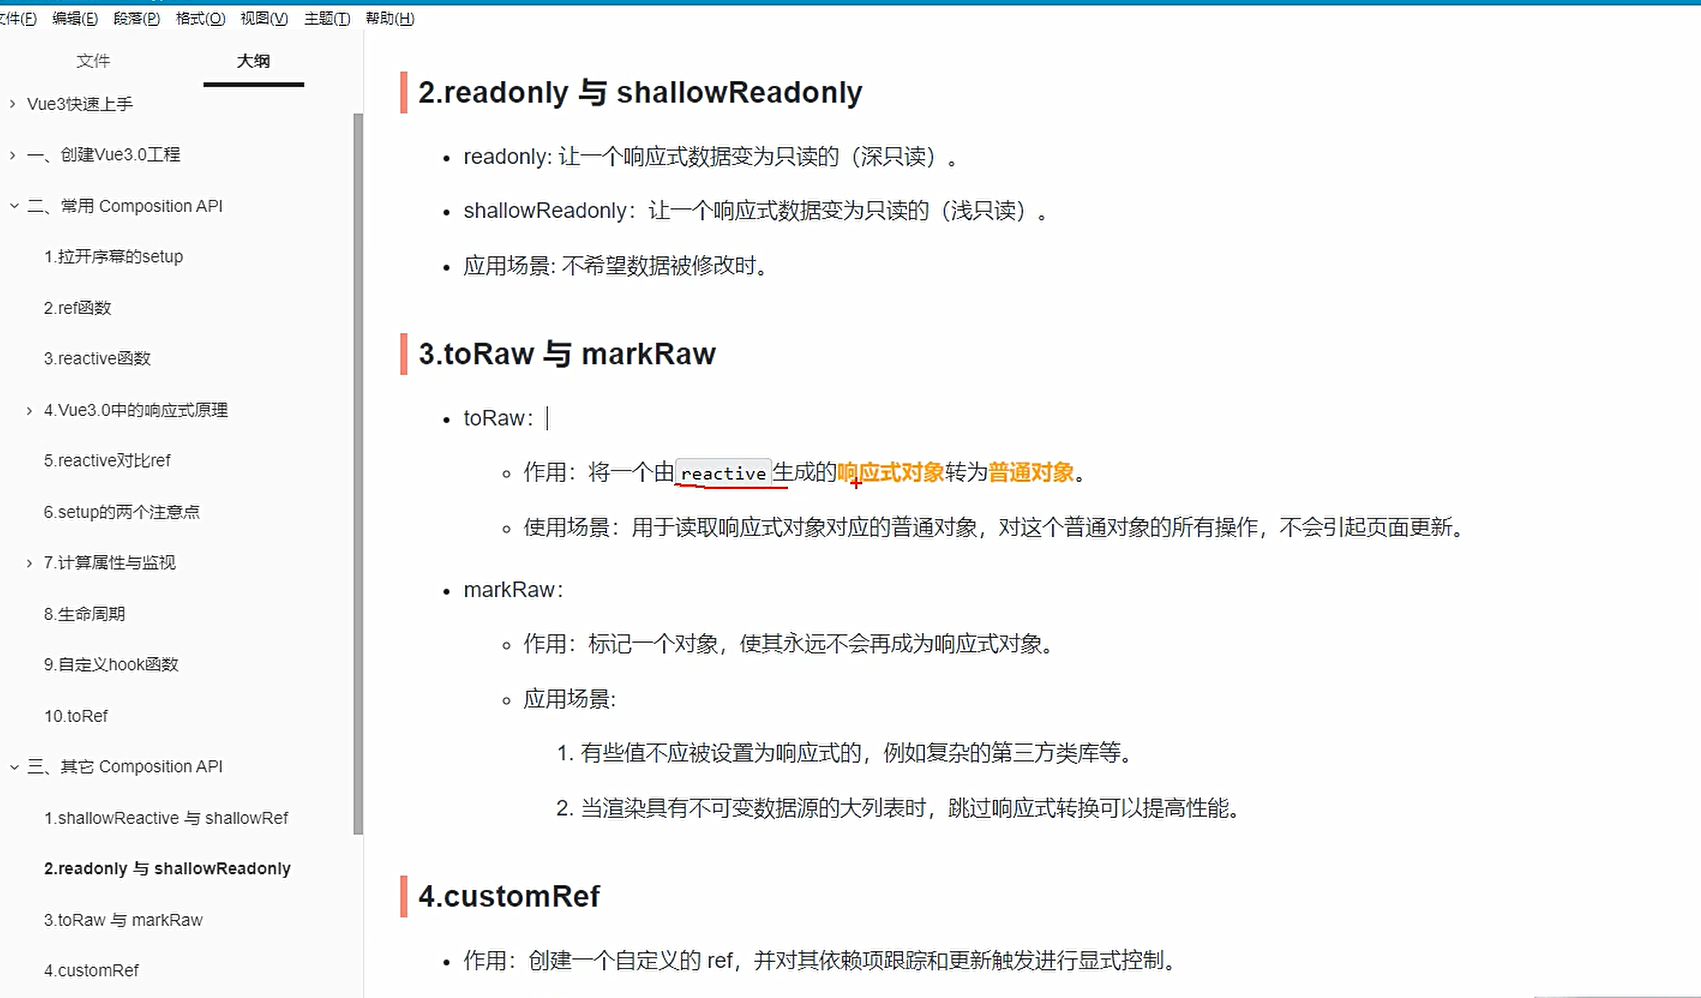 文件(F) 编辑(E) 段落(P) 格式(O) 视图(V) 主题(T) 帮助(H)
文件 大纲
Vue3快速上手
一、创建Vue3.0工程
二、常用 Composition API
1.拉开序幕的setup
2.ref函数
3.reactive函数
4.Vue3.0中的响应式原理
5.reactive对比ref
6.setup的两个注意点
7.计算属性与监视
8.生命周期
9.自定义hook函数
10.toRef
三、其它 Composition API
1.shallowReactive 与 shallowRef
2.readonly 与 shallowReadonly
3.toRaw 与 markRaw
4.customRef
2.readonly 与 shallowReadonly
readonly: 让一个响应式数据变为只读的（深只读）。
shallowReadonly：让一个响应式数据变为只读的（浅只读）。
应用场景: 不希望数据被修改时。
3.toRaw 与 markRaw
toRaw：
作用：将一个由reactive生成的响应式对象转为普通对象。
使用场景：用于读取响应式对象对应的普通对象，对这个普通对象的所有操作，不会引起页面更新。
markRaw：
作用：标记一个对象，使其永远不会再成为响应式对象。
应用场景:
1. 有些值不应被设置为响应式的，例如复杂的第三方类库等。
2. 当渲染具有不可变数据源的大列表时，跳过响应式转换可以提高性能。
4.customRef
作用：创建一个自定义的 ref，并对其依赖项跟踪和更新触发进行显式控制。